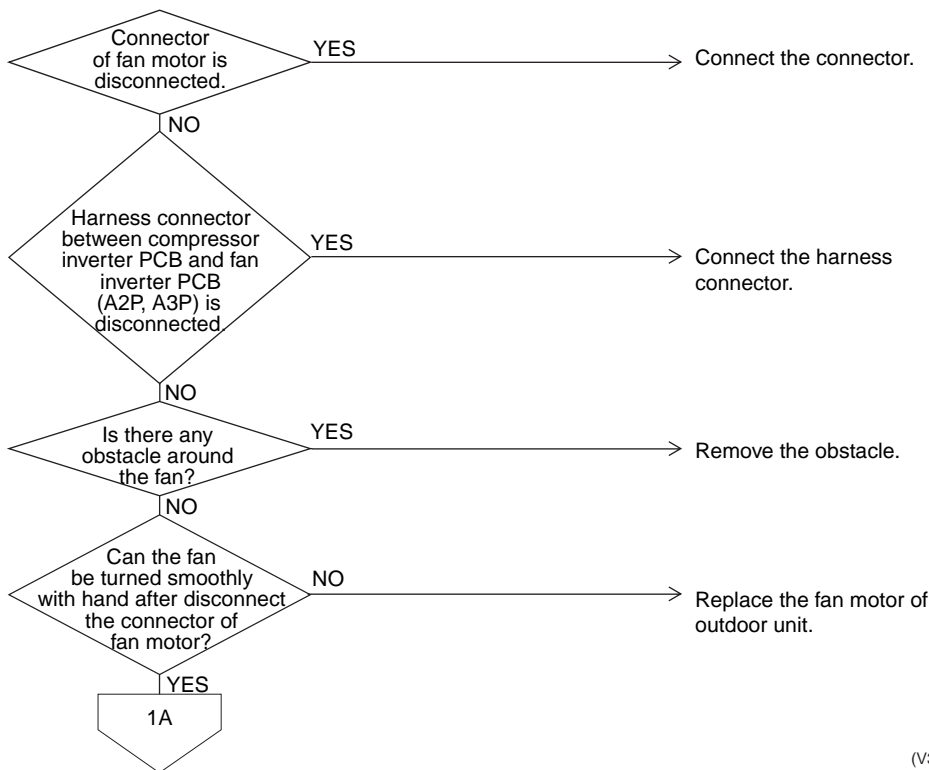 Connector
of fan motor is
disconnected.
YES
Connect the connector.
NO
Harness connector
between compressor
inverter PCB and fan
inverter PCB
(A2P, A3P) is
disconnected.
YES
Connect the harness
connector.
NO
Is there any
obstacle around
the fan?
YES
Remove the obstacle.
NO
Can the fan
be turned smoothly
with hand after disconnect
the connector of
fan motor?
NO
Replace the fan motor of
outdoor unit.
YES
1A